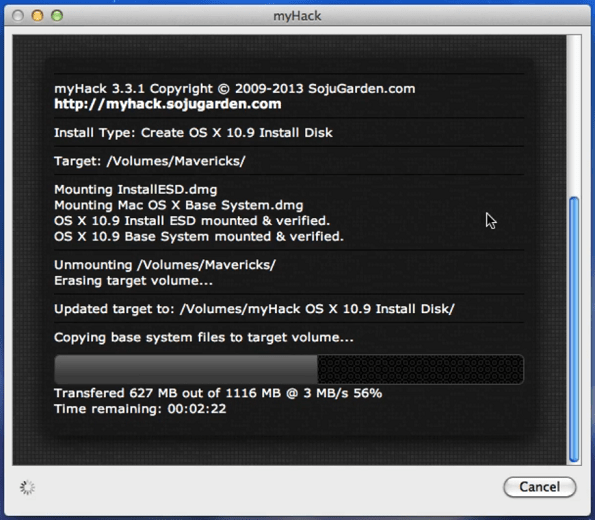 myHack
myHack 3.3.1 Copyright © 2009-2013 SojuGarden.com
http://myhack.sojugarden.com
Install Type: Create OS X 10.9 Install Disk
Target: /Volumes/Mavericks/
Mounting InstallESD.dmg
Mounting Mac OS X Base System.dmg
OS X 10.9 Install ESD mounted & verified.
OS X 10.9 Base System mounted & verified.
Unmounting /Volumes/Mavericks/
Erasing target volume...
Updated target to: /Volumes/myHack OS X 10.9 Install Disk/
Copying base system files to target volume...
Transfered 627 MB out of 1116 MB @ 3 MB/s 56%
Time remaining: 00:02:22
Cancel